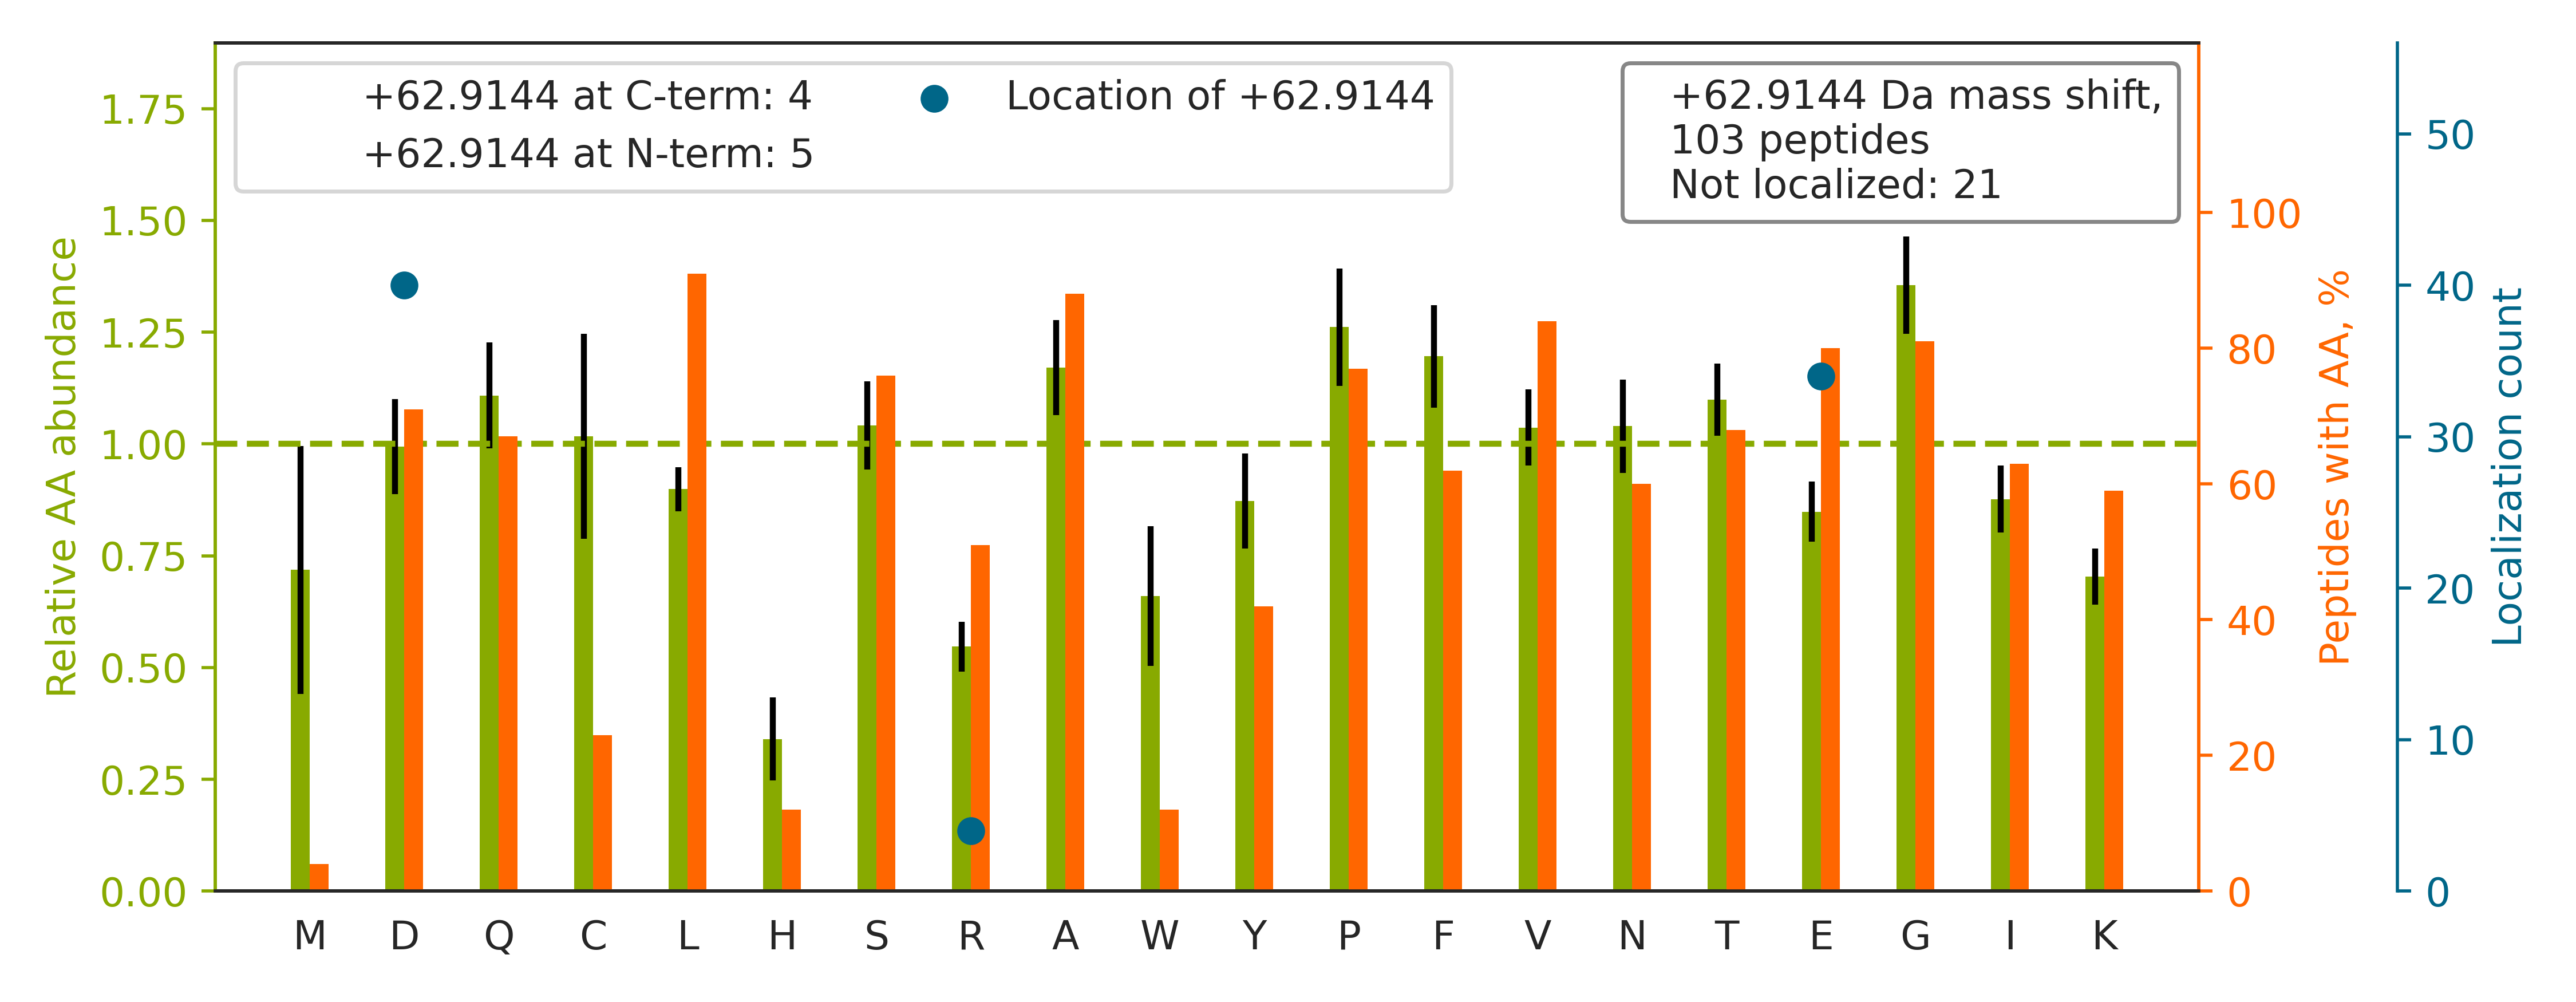 +62.9144 at C-term: 4
+62.9144 at N-term: 5
Location of +62.9144
+62.9144 Da mass shift,
103 peptides
Not localized: 21
Relative AA abundance
1.75
1.50
1.25
1.00
0.75
0.50
0.25
0.00
M D Q C L H S R A W Y P F V N T E G I K
100
80
60
40
20
0
Peptides with AA, %
50
40
30
20
10
0
Localization count